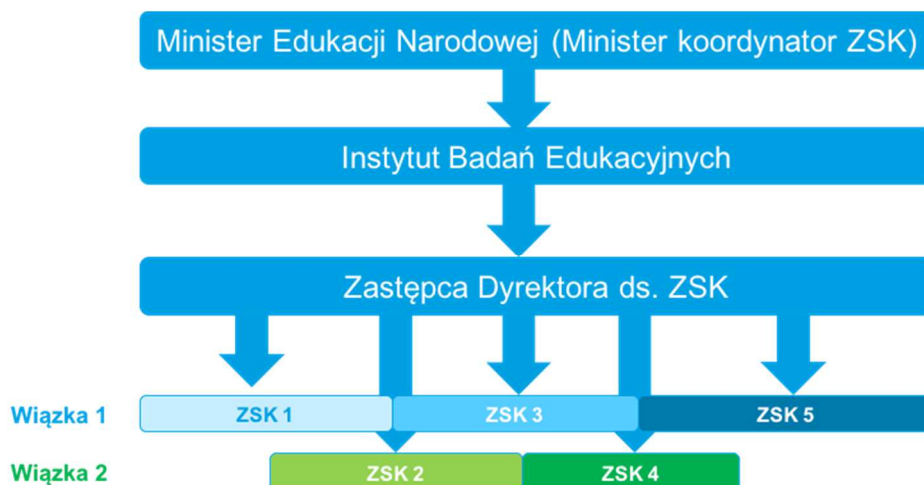 Minister Edukacji Narodowej (Minister koordynator ZSK)
Instytut Badań Edukacyjnych
Zastępca Dyrektora ds. ZSK
Wiązka 1 ZSK 1 ZSK 3 ZSK 5
Wiązka 2 ZSK 2 ZSK 4